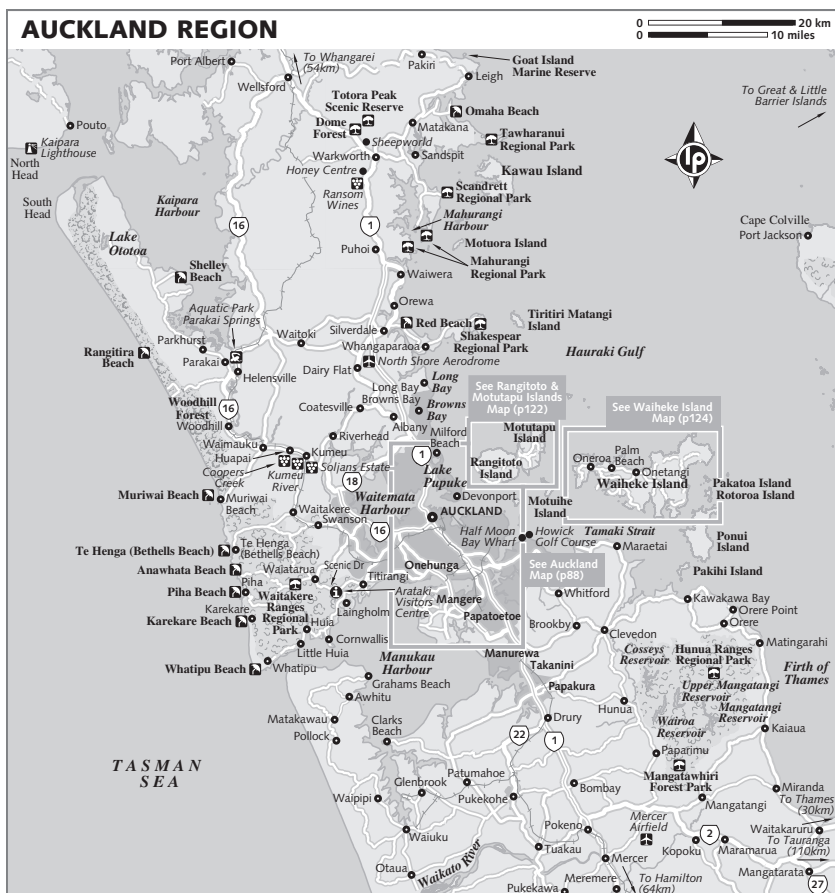 AUCKLAND REGION
0 20 km
0 10 miles
To Whangarei
(54km)
Port Albert
Wellsford
Pakiri
Goat Island
Marine Reserve
Leigh
To Great & Little
Barrier Islands
Totora Peak
Scenic Reserve
Dome
Forest
Omaha Beach
Matakana
Tawharanui
Regional Park
Pouto
Kaipara
Lighthouse
North
Head
Sheepworld
Warkworth
Sandspit
Honey Centre
Kawau Island
lp
Ransom
Wines
Scandrett
Regional Park
South
Head
Kaipara
Harbour
16
1
Mahurangi
Harbour
Cape Colville
Port Jackson
Lake
Ototoa
Puhoi
Motuora Island
Mahurangi
Regional Park
Shelley
Beach
Waiwera
Aquatic Park
Parakai Springs
Orewa
Tiritiri Matangi
Island
Waitoki
Silverdale
Red Beach
Shakespear
Regional Park
Parkhurst
Whangaparaoa
Hauraki Gulf
Rangitira
Beach
Parakai
Helensville
Dairy Flat
North Shore Aerodrome
Long Bay
Long
Bay
See Rangitoto &
Motutapu Islands
Map (p122)
Browns Bay
Browns
Bay
Woodhill
Forest
16
Coatesville
See Waiheke Island
Map (p124)
Woodhill
Albany
Motutapu
Island
Riverhead
Milford
Beach
Waimauku
Huapai
Kumeu
1
Palm
Beach
Oneroa
Onetangi
Coopers
Creek
Kumeu
River
Soljans Estate
Lake
Pupuke
Rangitoto
Island
Waiheke Island
18
Pakatoa Island
Rotoroa Island
Muriwai Beach
Muriwai
Beach
Waitemata
Harbour
Devonport
Motuihe
Island
Waitakere
Swanson
AUCKLAND
16
Half Moon
Bay Wharf
Howick
Golf Course
Tamaki Strait
Ponui
Island
Te Henga (Bethells Beach)
Te Henga
(Bethells Beach)
Maraetai
Anawhata Beach
Waiatarua
Scenic Dr
Onehunga
See Auckland
Map (p88)
Pakihi Island
Piha
Titirangi
Piha Beach
Waitakere
Ranges
Regional
Park
i
Arataki
Visitors
Centre
Mangere
Whitford
Kawakawa Bay
Orere Point
Karekare
Laingholm
Papatoetoe
Karekare Beach
Huia
Brookby
Clevedon
Orere
Cornwallis
Little Huia
Cosseys
Reservoir
Hunua Ranges
Regional Park
Matingarahi
Whatipu Beach
Whatipu
Manukau
Harbour
Manurewa
Takanini
Firth of
Thames
Grahams Beach
Papakura
Upper Mangatangi
Reservoir
Awhitu
Hunua
Mangatangi
Reservoir
Matakawau
Clarks
Beach
Drury
Wairoa
Reservoir
Kaiaua
Pollock
22
1
Paparimu
TASMAN
SEA
Mangatawhiri
Forest Park
Patumahoe
Glenbrook
Bombay
Miranda
Waipipi
Pukekohe
Mangatangi
To Thames
(30km)
Waiuku
Pokeno
Mercer
Airfield
2
Waitakaruru
To Tauranga
(110km)
Kopoku
Maramarua
Tuakau
Mercer
Otaua
Waikato River
Meremere
To Hamilton
(64km)
Mangatarata
Pukekawa
27